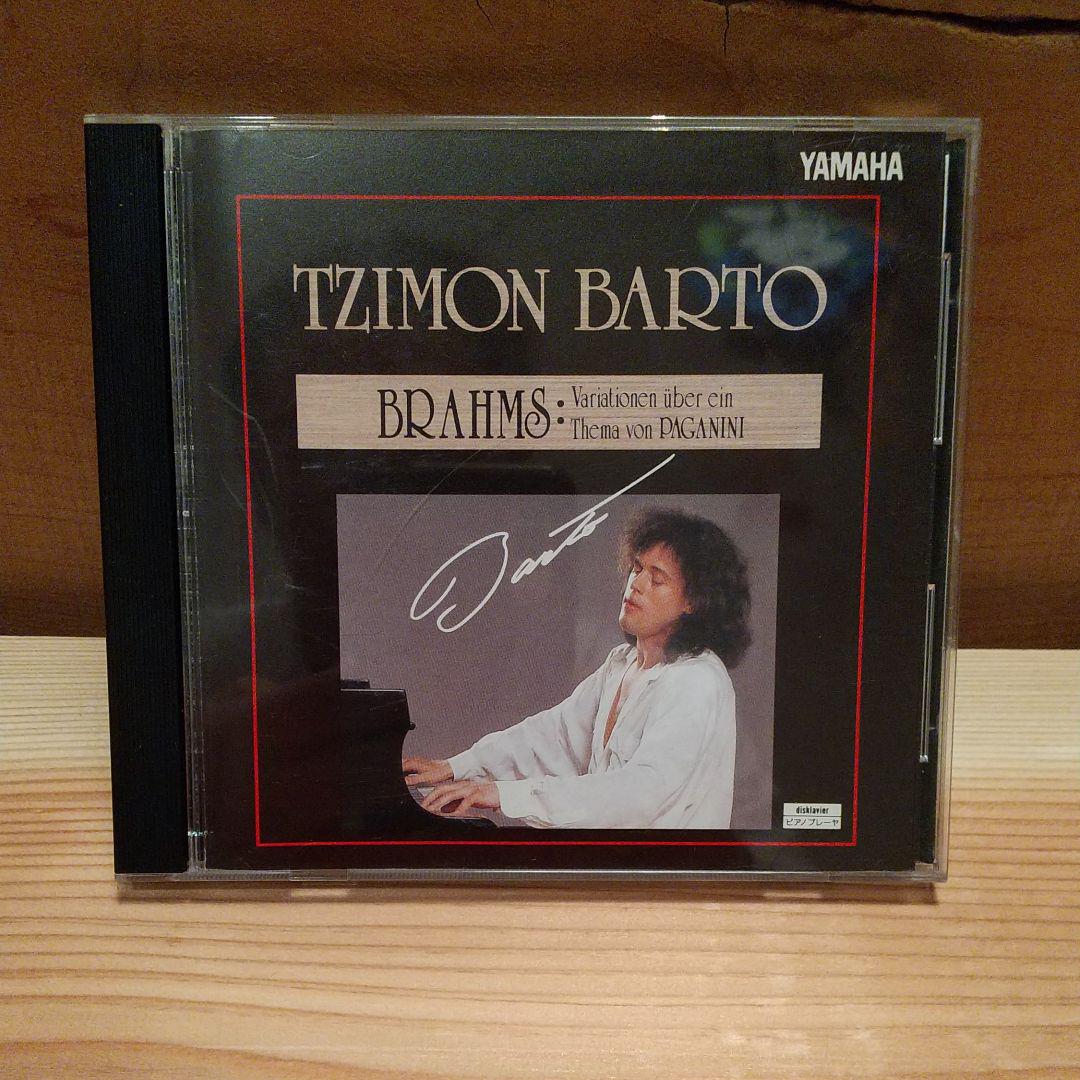 YAMAHA
TZIMON BARTO
BRAHMS: Variationen über ein
Thema von PAGANINI
Barto
disklavier
ピアノプレーヤ